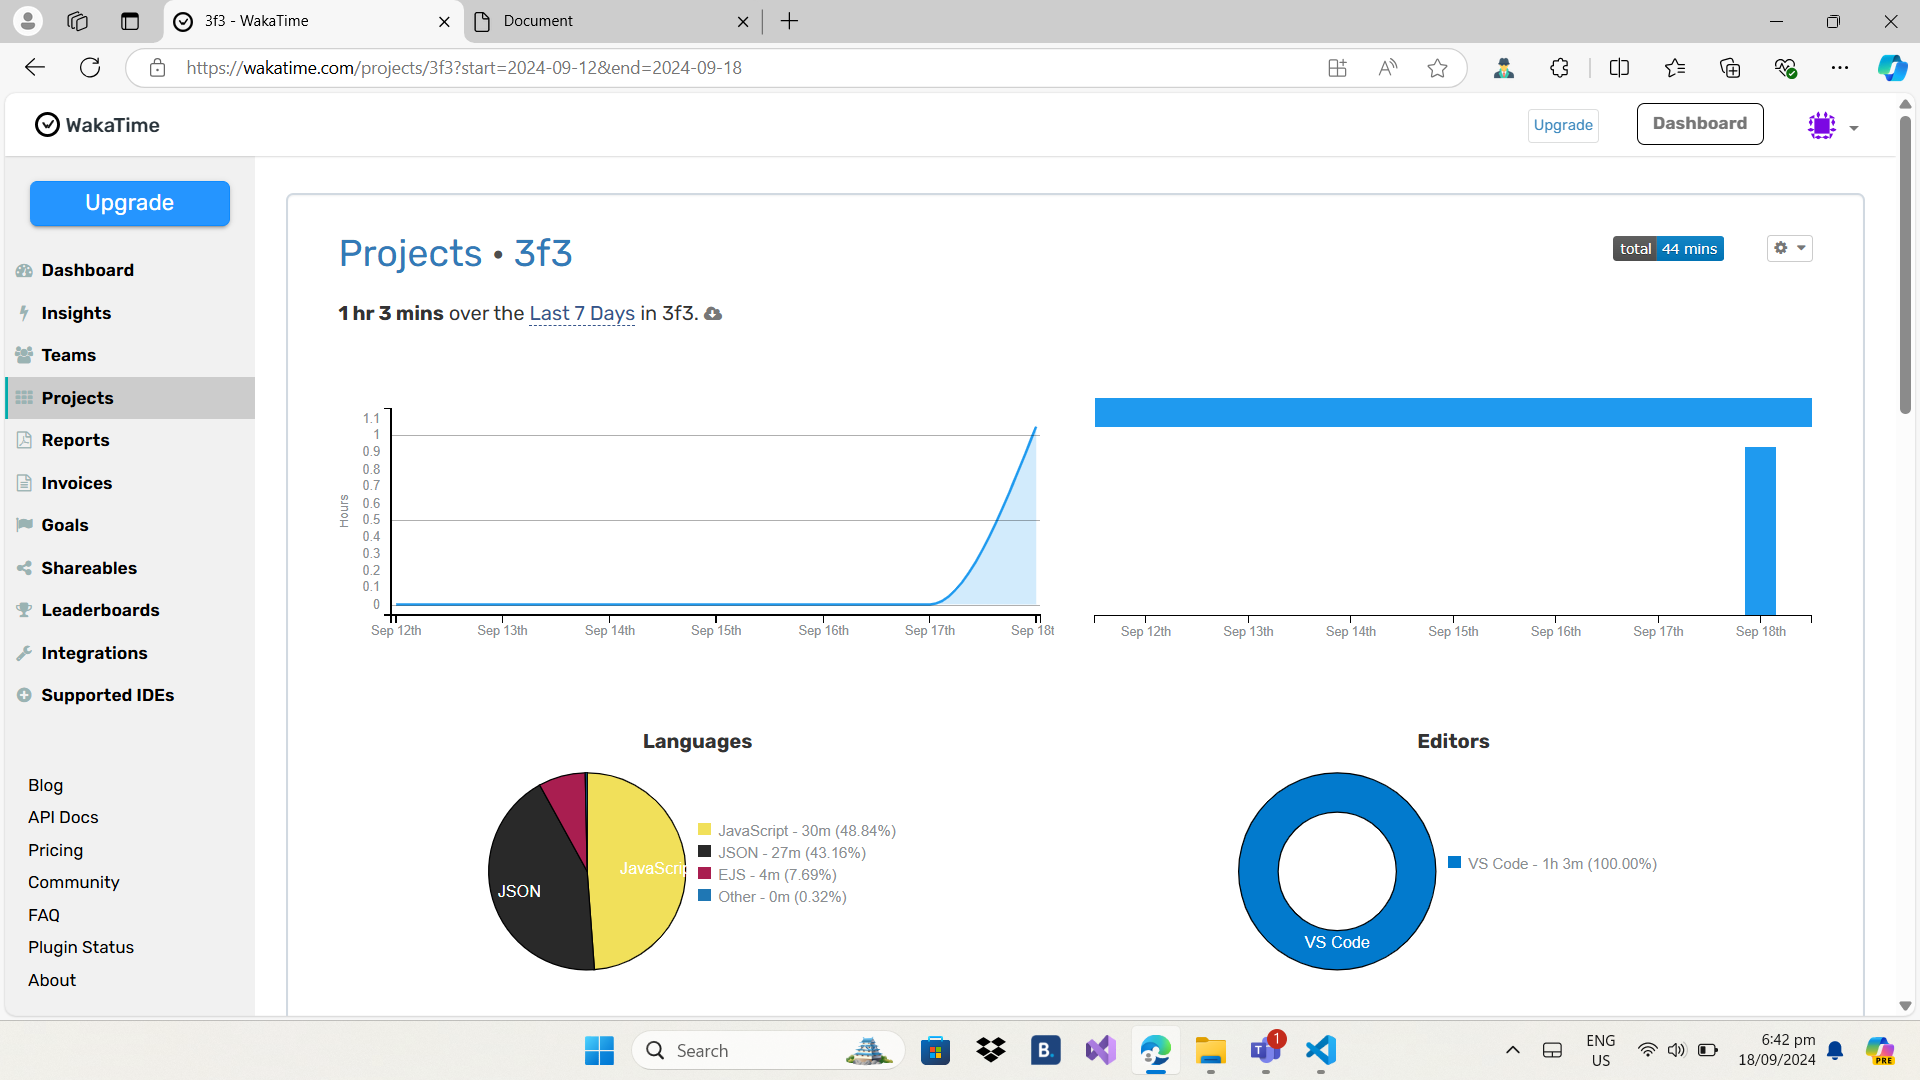 3f3 - WakaTime
Document
https://wakatime.com/projects/3f3?start=2024-09-12&end=2024-09-18
WakaTime
Upgrade
Dashboard
Upgrade
Dashboard
Insights
Teams
Projects
Reports
Invoices
Goals
Shareables
Leaderboards
Integrations
Supported IDEs
Blog
API Docs
Pricing
Community
FAQ
Plugin Status
About
Projects • 3f3
total 44 mins
1 hr 3 mins over the Last 7 Days in 3f3.
Hours
1.1
1
0.9
0.8
0.7
0.6
0.5
0.4
0.3
0.2
0.1
0
Sep 12th Sep 13th Sep 14th Sep 15th Sep 16th Sep 17th Sep 18t
Sep 12th Sep 13th Sep 14th Sep 15th Sep 16th Sep 17th Sep 18th
Languages
JavaScrip
JSON
JavaScript - 30m (48.84%)
JSON - 27m (43.16%)
EJS - 4m (7.69%)
Other - 0m (0.32%)
Editors
VS Code
VS Code - 1h 3m (100.00%)
Search
B.
1
ENG
US
6:42 pm
18/09/2024
PRE